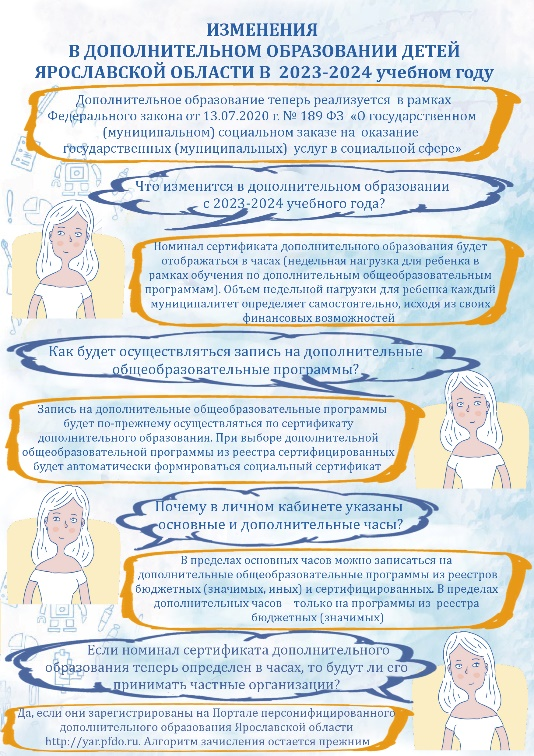 ИЗМЕНЕНИЯ
В ДОПОЛНИТЕЛЬНОМ ОБРАЗОВАНИИ ДЕТЕЙ
ЯРОСЛАВСКОЙ ОБЛАСТИ В 2023-2024 учебном году
Дополнительное образование теперь реализуется в рамках
Федерального закона от 13.07.2020 г. № 189 ФЗ «О государственном
(муниципальном) социальном заказе на оказание
государственных (муниципальных) услуг в социальной сфере»
Что изменится в дополнительном образовании
с 2023-2024 учебного года?
Номинал сертификата дополнительного образования будет
отображаться в часах (недельная нагрузка для ребенка в
рамках обучения по дополнительным общеобразовательным
программам). Объем недельной нагрузки для ребенка каждый
муниципалитет определяет самостоятельно, исходя из своих
финансовых возможностей
Как будет осуществляться запись на дополнительные
общеобразовательные программы?
Запись на дополнительные общеобразовательные программы
будет по-прежнему осуществляться по сертификату
дополнительного образования. При выборе дополнительной
общеобразовательной программы из реестра сертифицированных
будет автоматически формироваться социальный сертификат
Почему в личном кабинете указаны
основные и дополнительные часы?
В пределах основных часов можно записаться на
дополнительные общеобразовательные программы из реестров
бюджетных (значимых, иных) и сертифицированных. В пределах
дополнительных часов только на программы из реестра
бюджетных (значимых)
Если номинал сертификата дополнительного
образования теперь определен в часах, то будут ли его
принимать частные организации?
Да, если они зарегистрированы на Портале персонифицированного
дополнительного образования Ярославской области
http://yar.pfdo.ru. Алгоритм зачисления остается прежним